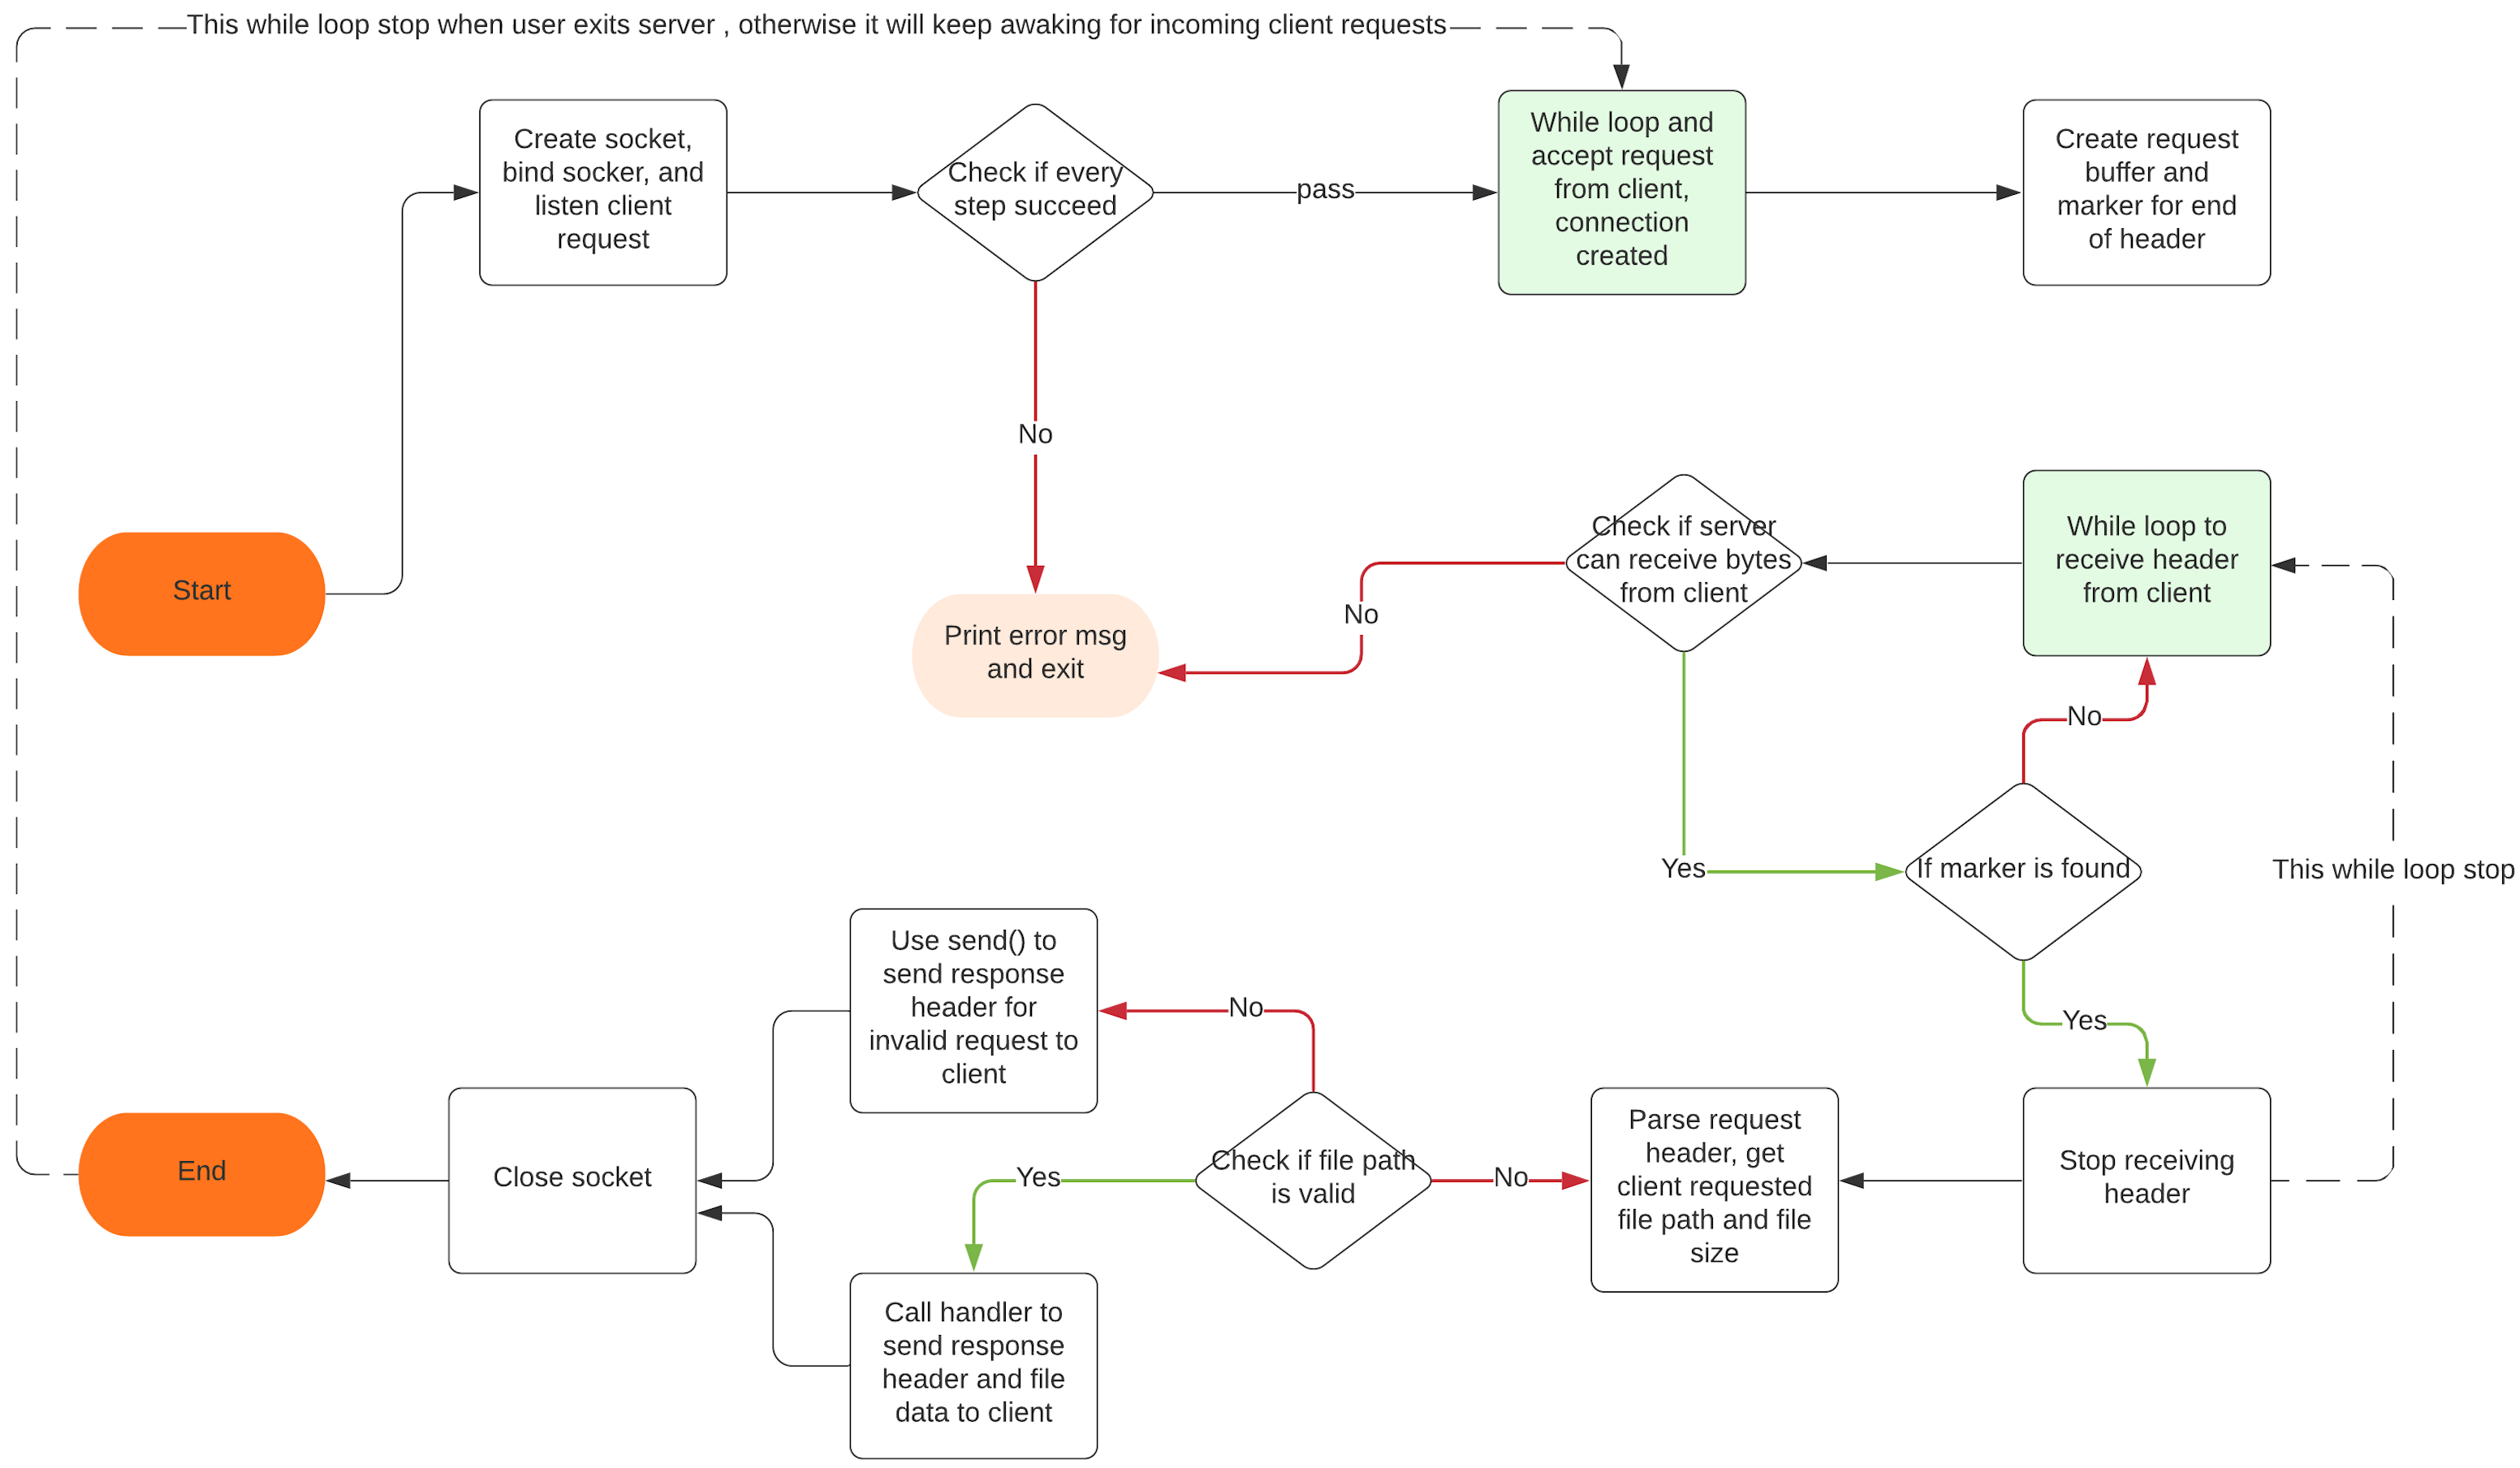 This while loop stop when user exits server , otherwise it will keep awaking for incoming client requests
Create socket,
bind socker, and
listen client
request
Check if every
step succeed
pass
While loop and
accept request
from client,
connection
created
Create request
buffer and
marker for end
of header
No
Start
Print error msg
and exit
No
Check if server
can receive bytes
from client
While loop to
receive header
from client
No
Yes
If marker is found
This while loop stop
Yes
Use send() to
send response
header for
invalid request to
client
No
End
Close socket
Yes
Check if file path
is valid
No
Parse request
header, get
client requested
file path and file
size
Stop receiving
header
Call handler to
send response
header and file
data to client